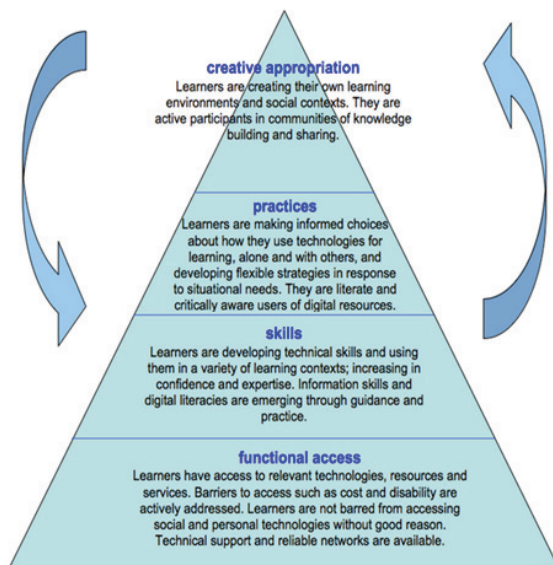 creative appropriation
Learners are creating their own learning
environments and social contexts. They are
active participants in communities of knowledge
building and sharing.
practices
Learners are making informed choices
about how they use technologies for
learning, alone and with others, and
developing flexible strategies in response
to situational needs. They are literate and
critically aware users of digital resources.
skills
Learners are developing technical skills and using
them in a variety of learning contexts; increasing in
confidence and expertise. Information skills and
digital literacies are emerging through guidance and
practice.
functional access
Learners have access to relevant technologies, resources and
services. Barriers to access such as cost and disability are
actively addressed. Learners are not barred from accessing
social and personal technologies without good reason.
Technical support and reliable networks are available.